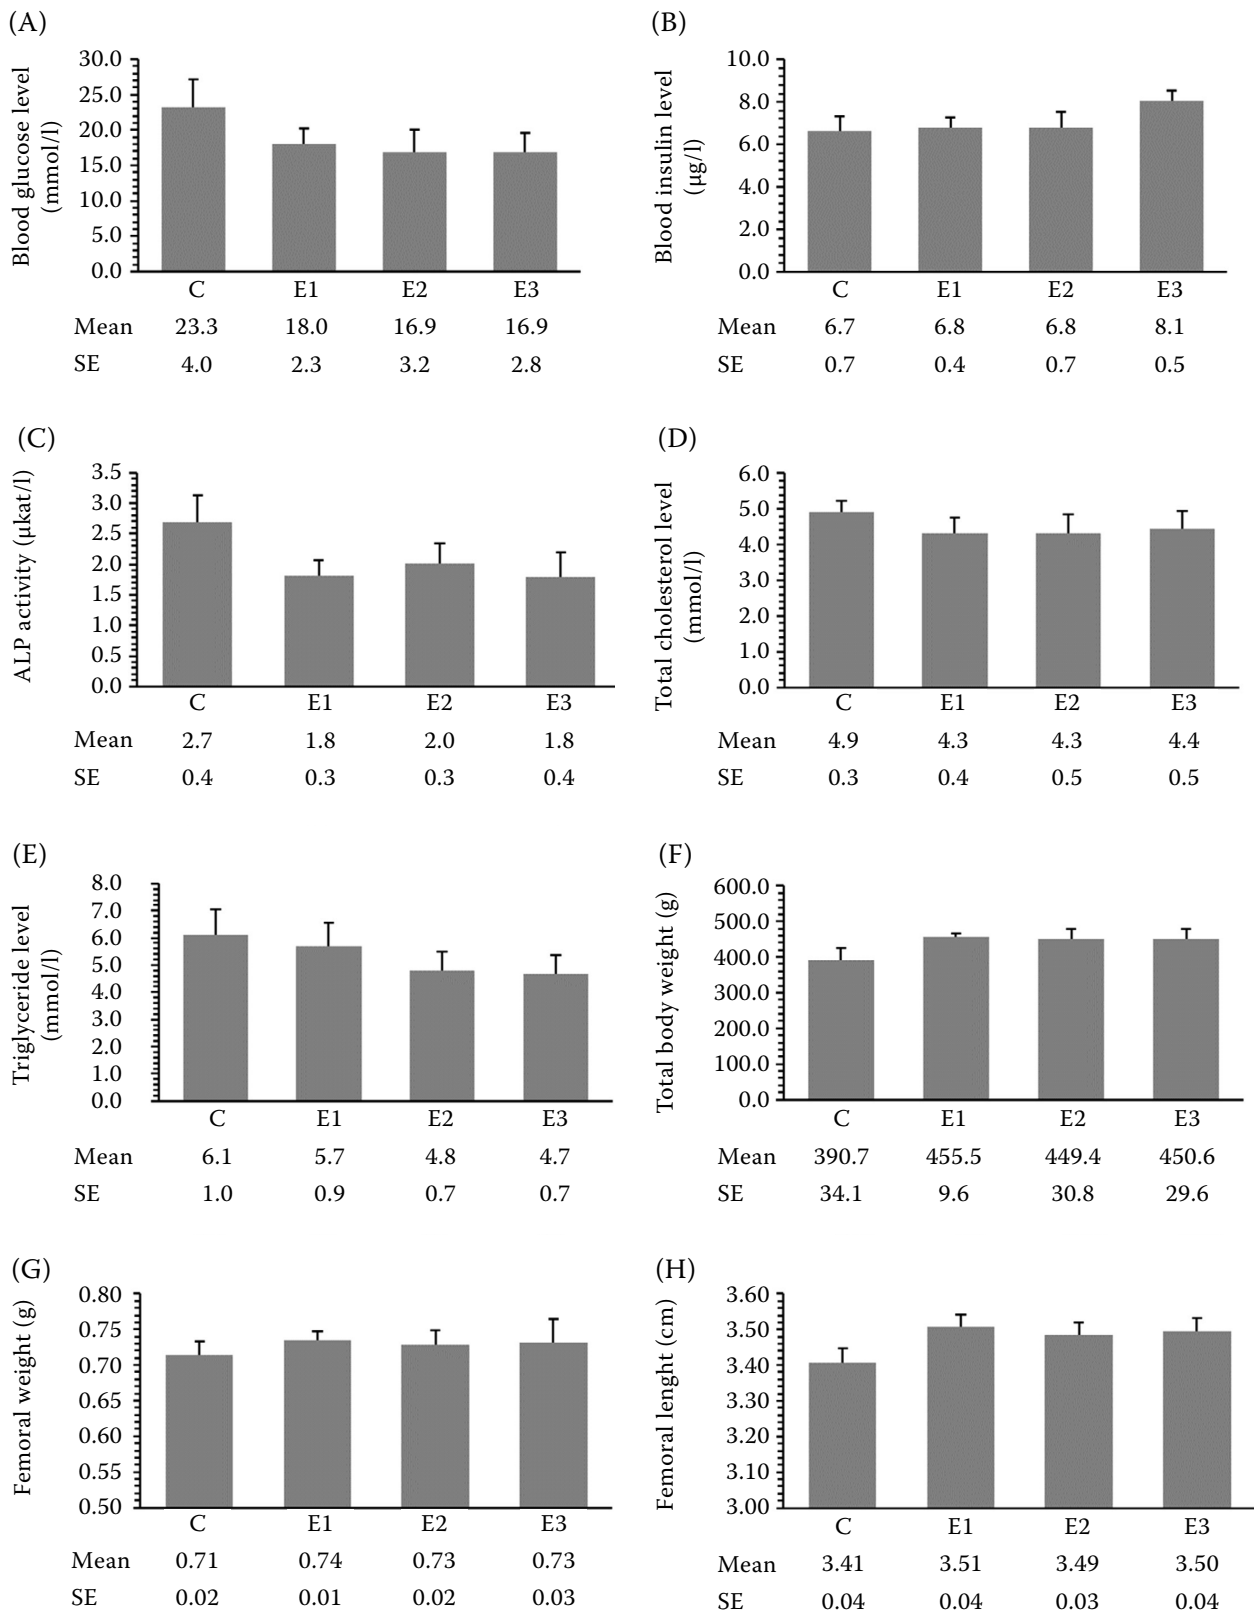 (A)
Blood glucose level
(mmol/l)
30.0
25.0
20.0
15.0
10.0
5.0
0.0
C E1 E2 E3
Mean 23.3 18.0 16.9 16.9
SE 4.0 2.3 3.2 2.8
(B)
Blood insulin level
(μg/l)
10.0
8.0
6.0
4.0
2.0
0.0
C E1 E2 E3
Mean 6.7 6.8 6.8 8.1
SE 0.7 0.4 0.7 0.5
(C)
ALP activity (μkat/l)
3.5
3.0
2.5
2.0
1.5
1.0
0.5
0.0
C E1 E2 E3
Mean 2.7 1.8 2.0 1.8
SE 0.4 0.3 0.3 0.4
(D)
Total cholesterol level
(mmol/l)
6.0
5.0
4.0
3.0
2.0
1.0
0.0
C E1 E2 E3
Mean 4.9 4.3 4.3 4.4
SE 0.3 0.4 0.5 0.5
(E)
Triglyceride level
(mmol/l)
8.0
7.0
6.0
5.0
4.0
3.0
2.0
1.0
0.0
C E1 E2 E3
Mean 6.1 5.7 4.8 4.7
SE 1.0 0.9 0.7 0.7
(F)
Total body weight (g)
600.0
500.0
400.0
300.0
200.0
100.0
0.0
C E1 E2 E3
Mean 390.7 455.5 449.4 450.6
SE 34.1 9.6 30.8 29.6
(G)
Femoral weight (g)
0.80
0.75
0.70
0.65
0.60
0.55
0.50
C E1 E2 E3
Mean 0.71 0.74 0.73 0.73
SE 0.02 0.01 0.02 0.03
(H)
Femoral lenght (cm)
3.60
3.50
3.40
3.30
3.20
3.10
3.00
C E1 E2 E3
Mean 3.41 3.51 3.49 3.50
SE 0.04 0.04 0.03 0.04